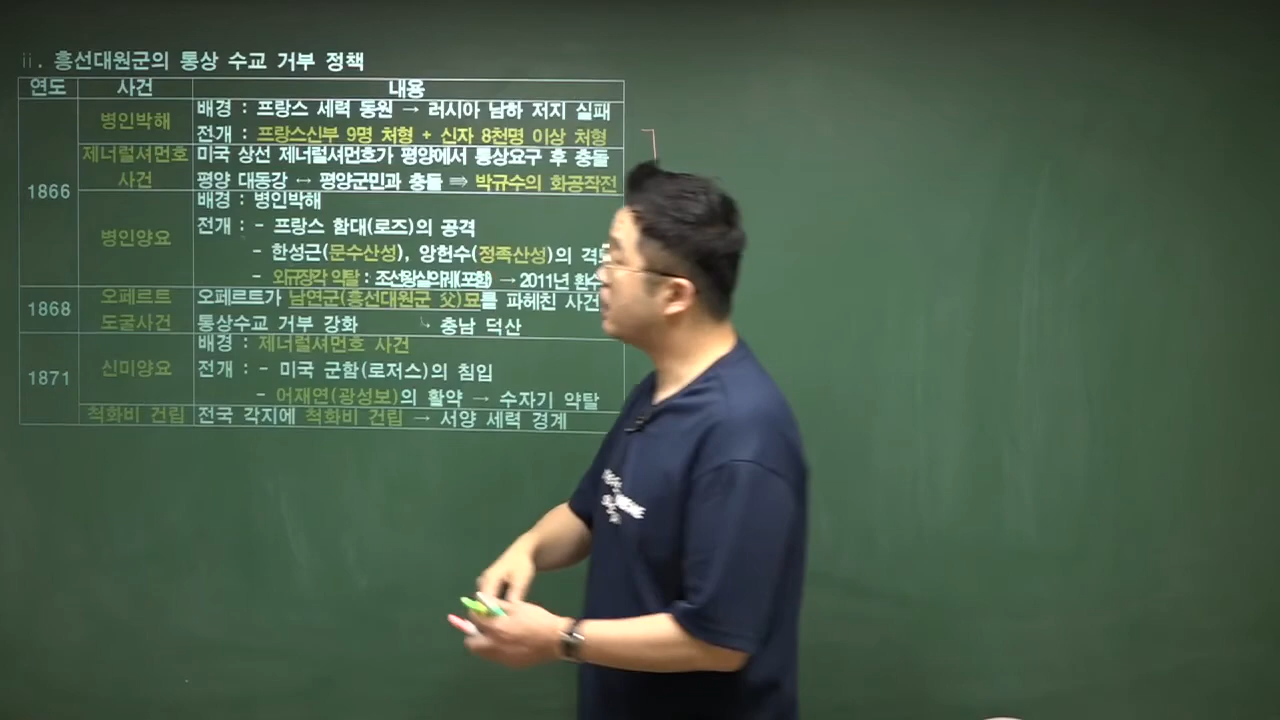 ii. 흥선대원군의 통상 수교 거부 정책
연도 사건 내용
1866
병인박해
배경 : 프랑스 세력 동원 → 러시아 남하 저지 실패
전개 : 프랑스신부 9명 처형 + 신자 8천명 이상 처형
제너럴셔먼호
사건
미국 상선 제너럴셔먼호가 평양에서 통상요구 후 충돌
평양 대동강 ↔ 평양군민과 충돌 ⇒ 박규수의 화공작전
병인양요
배경 : 병인박해
전개 : - 프랑스 함대(로즈)의 공격
- 한성근(문수산성), 양헌수(정족산성)의
- 외규장각 약탈 : 조선왕실의궤(포함) → 2011년 환수
1868
오페르트
도굴사건
오페르트가 남연군(흥선대원군 父)묘를 파헤친 사건
통상수교 거부 강화 ↳ 충남 덕산
1871
신미양요
배경 : 제너럴셔먼호 사건
전개 : - 미국 군함(로저스)의 침입
- 어재연(광성보)의 활약 → 수자기 약탈
척화비 건립
전국 각지에 척화비 건립 → 서양 세력 경계